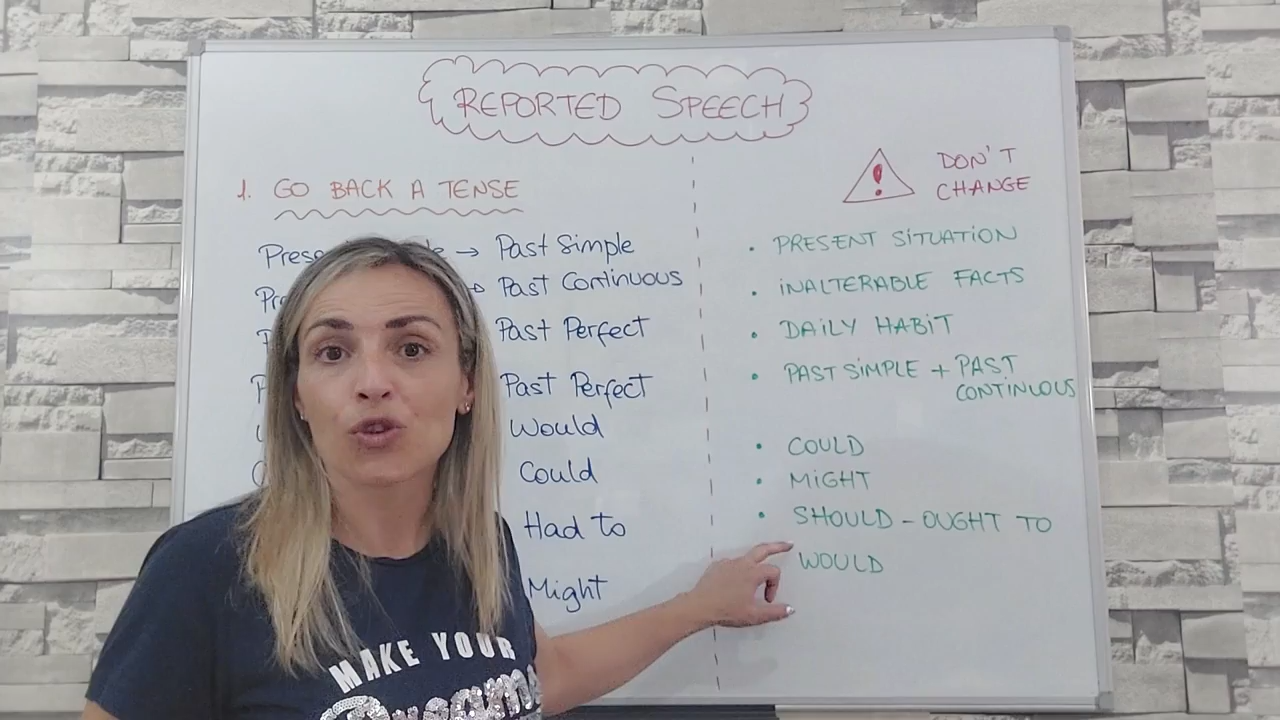 REPORTED SPEECH
1. GO BACK A TENSE
→ Past Simple
Past Continuous
Past Perfect
Past Perfect
Would
Could
Had to
Might
! DON'T
CHANGE
• PRESENT SITUATION
• INALTERABLE FACTS
• DAILY HABIT
• PAST SIMPLE + PAST
CONTINUOUS
• COULD
• MIGHT
• SHOULD - OUGHT TO
WOULD
MAKE YOUR
Dreams